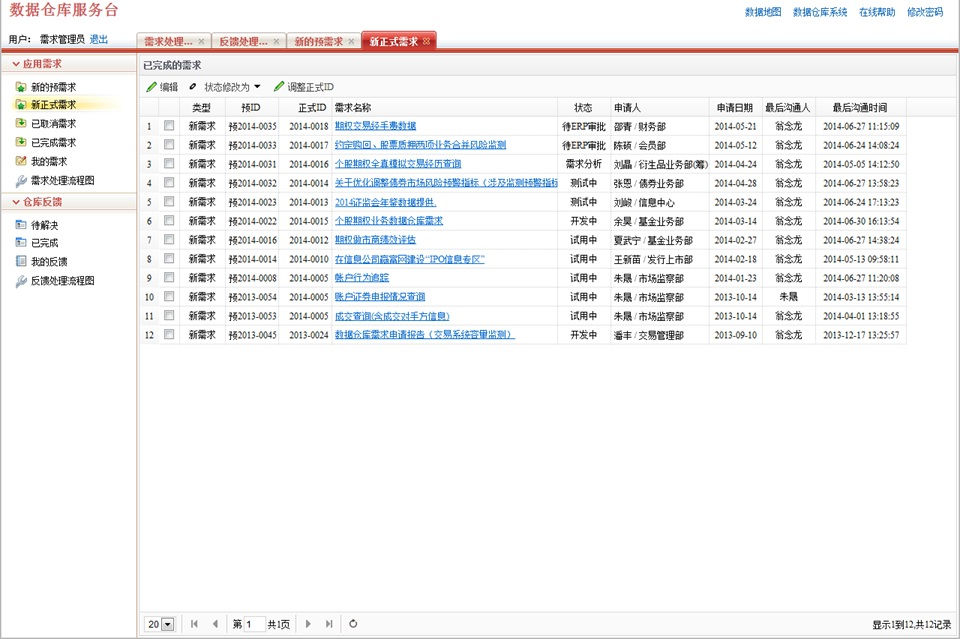 数据仓库服务台
数据地图 数据仓库系统 在线帮助 修改密码
用户： 需求管理员 退出
需求处理... 反馈处理... 新的预需求 新正式需求
应用需求
新的预需求
新正式需求
已取消需求
已完成需求
我的需求
需求处理流程图
仓库反馈
待解决
已完成
我的反馈
反馈处理流程图
已完成的需求
编辑 状态修改为 调整正式ID
类型 预ID 正式ID 需求名称 状态 申请人 申请日期 最后沟通人 最后沟通时间
1 新需求 预2014-0035 2014-0018 期权交易经手费数据 待ERP审批 邵青 / 财务部 2014-05-21 翁念龙 2014-06-27 11:15:09
2 新需求 预2014-0033 2014-0017 约定购回、股票质押两项业务合并风险监测 待ERP审批 陈硕 / 会员部 2014-05-12 翁念龙 2014-06-24 14:08:24
3 新需求 预2014-0031 2014-0016 个股期权全真模拟交易经历查询 需求分析 刘晶 / 衍生品业务部(筹) 2014-04-24 翁念龙 2014-05-05 14:12:50
4 新需求 预2014-0032 2014-0014 关于优化调整债券市场风险预警指标（涉及监测预警指标 测试中 张恩 / 债券业务部 2014-04-28 翁念龙 2014-06-27 13:58:23
5 新需求 预2014-0023 2014-0013 2014证监会年鉴数据提供. 测试中 刘峻 / 信息中心 2014-03-24 翁念龙 2014-06-24 17:13:23
6 新需求 预2014-0022 2014-0015 个股期权业务数据仓库需求 开发中 余昊 / 基金业务部 2014-03-14 翁念龙 2014-06-30 16:13:54
7 新需求 预2014-0016 2014-0012 期权做市商绩效评估 试用中 夏武宁 / 基金业务部 2014-02-27 翁念龙 2014-06-27 14:38:24
8 新需求 预2014-0014 2014-0010 在信息公司赢富网建设“IPO信息专区” 试用中 王新苗 / 发行上市部 2014-02-18 翁念龙 2014-05-13 09:58:11
9 新需求 预2014-0008 2014-0005 帐户行为追踪 试用中 朱晟 / 市场监察部 2014-01-23 翁念龙 2014-06-27 11:20:08
10 新需求 预2013-0054 2014-0005 账户证券申报情况查询 试用中 朱晟 / 市场监察部 2013-10-14 朱晟 2014-03-13 13:55:14
11 新需求 预2013-0053 2014-0005 成交查询(含成交对手方信息) 试用中 朱晟 / 市场监察部 2013-10-14 翁念龙 2014-04-01 13:18:55
12 新需求 预2013-0045 2013-0024 数据仓库需求申请报告（交易系统容量监测） 开发中 潘丰 / 交易管理部 2013-09-10 翁念龙 2013-12-17 13:25:57
20 第 1 共1页 显示1到12,共12记录